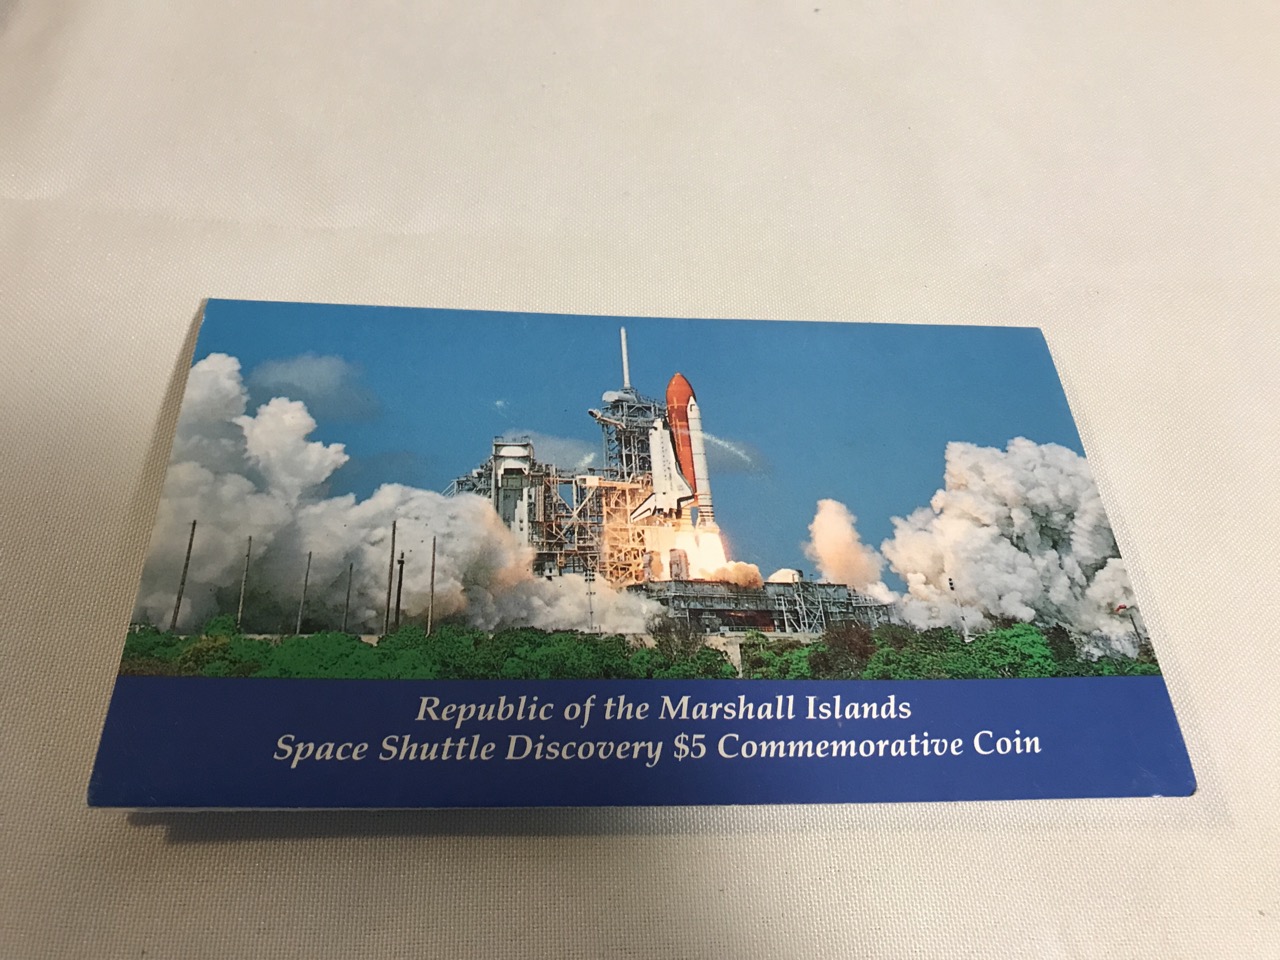 Republic of the Marshall Islands
Space Shuttle Discovery $5 Commemorative Coin